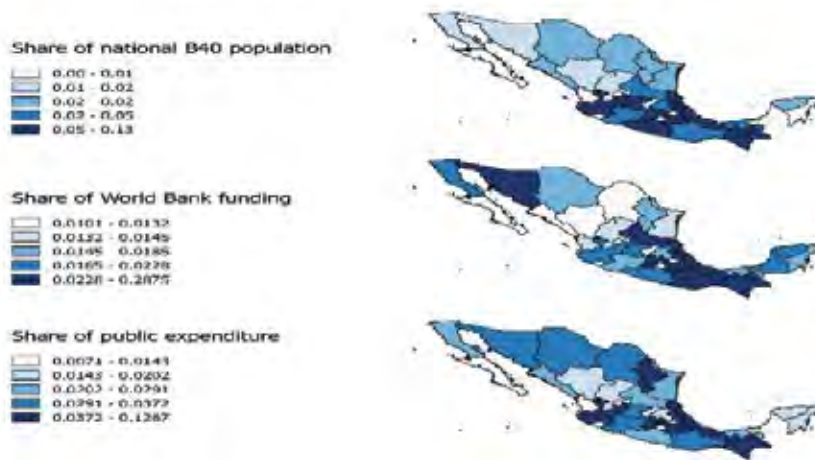 Share of national B40 population
0.00 - 0.01
0.01 - 0.02
0.02 0.02
0.02 - 0.05
0.05 - 0.13
Share of World Bank funding
0.0101 - 0.0132
0.0132 - 0.0145
0.0145 - 0.0185
0.0185 - 0.0228
0.0228 - 0.2875
Share of public expenditure
0.0071 - 0.0143
0.0143 - 0.0202
0.0202 - 0.0291
0.0291 - 0.0372
0.0372 - 0.1287